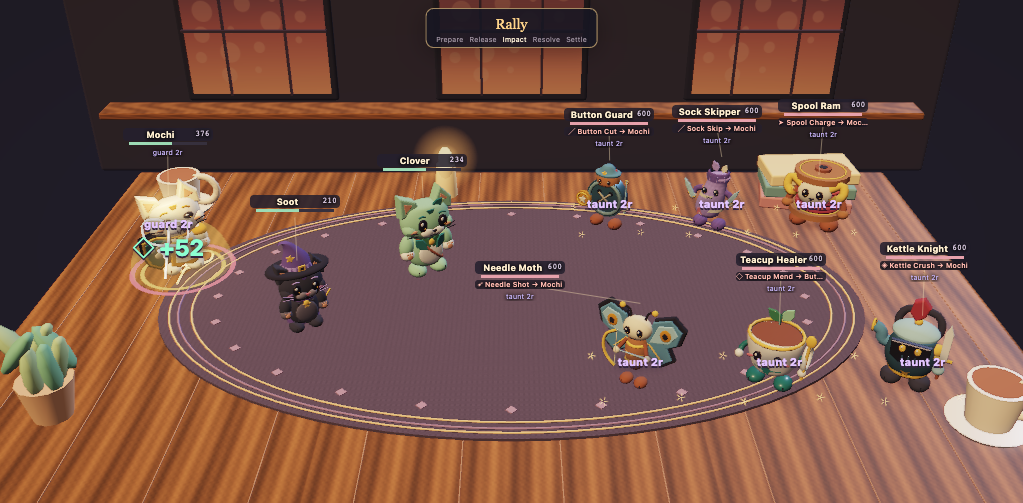 Rally
Prepare Release Impact Resolve Settle
Mochi 376
guard 2r
guard 2r
+52
Soot 210
Clover 234
Button Guard 600
Button Cut → Mochi
taunt 2r
taunt 2r
Sock Skipper 600
Sock Skip → Mochi
taunt 2r
taunt 2r
Spool Ram 600
Spool Charge → Moc...
taunt 2r
taunt 2r
Needle Moth 600
Needle Shot → Mochi
taunt 2r
taunt 2r
Teacup Healer 600
Teacup Mend → But...
taunt 2r
taunt 2r
Kettle Knight 600
Kettle Crush → Mochi
taunt 2r
taunt 2r